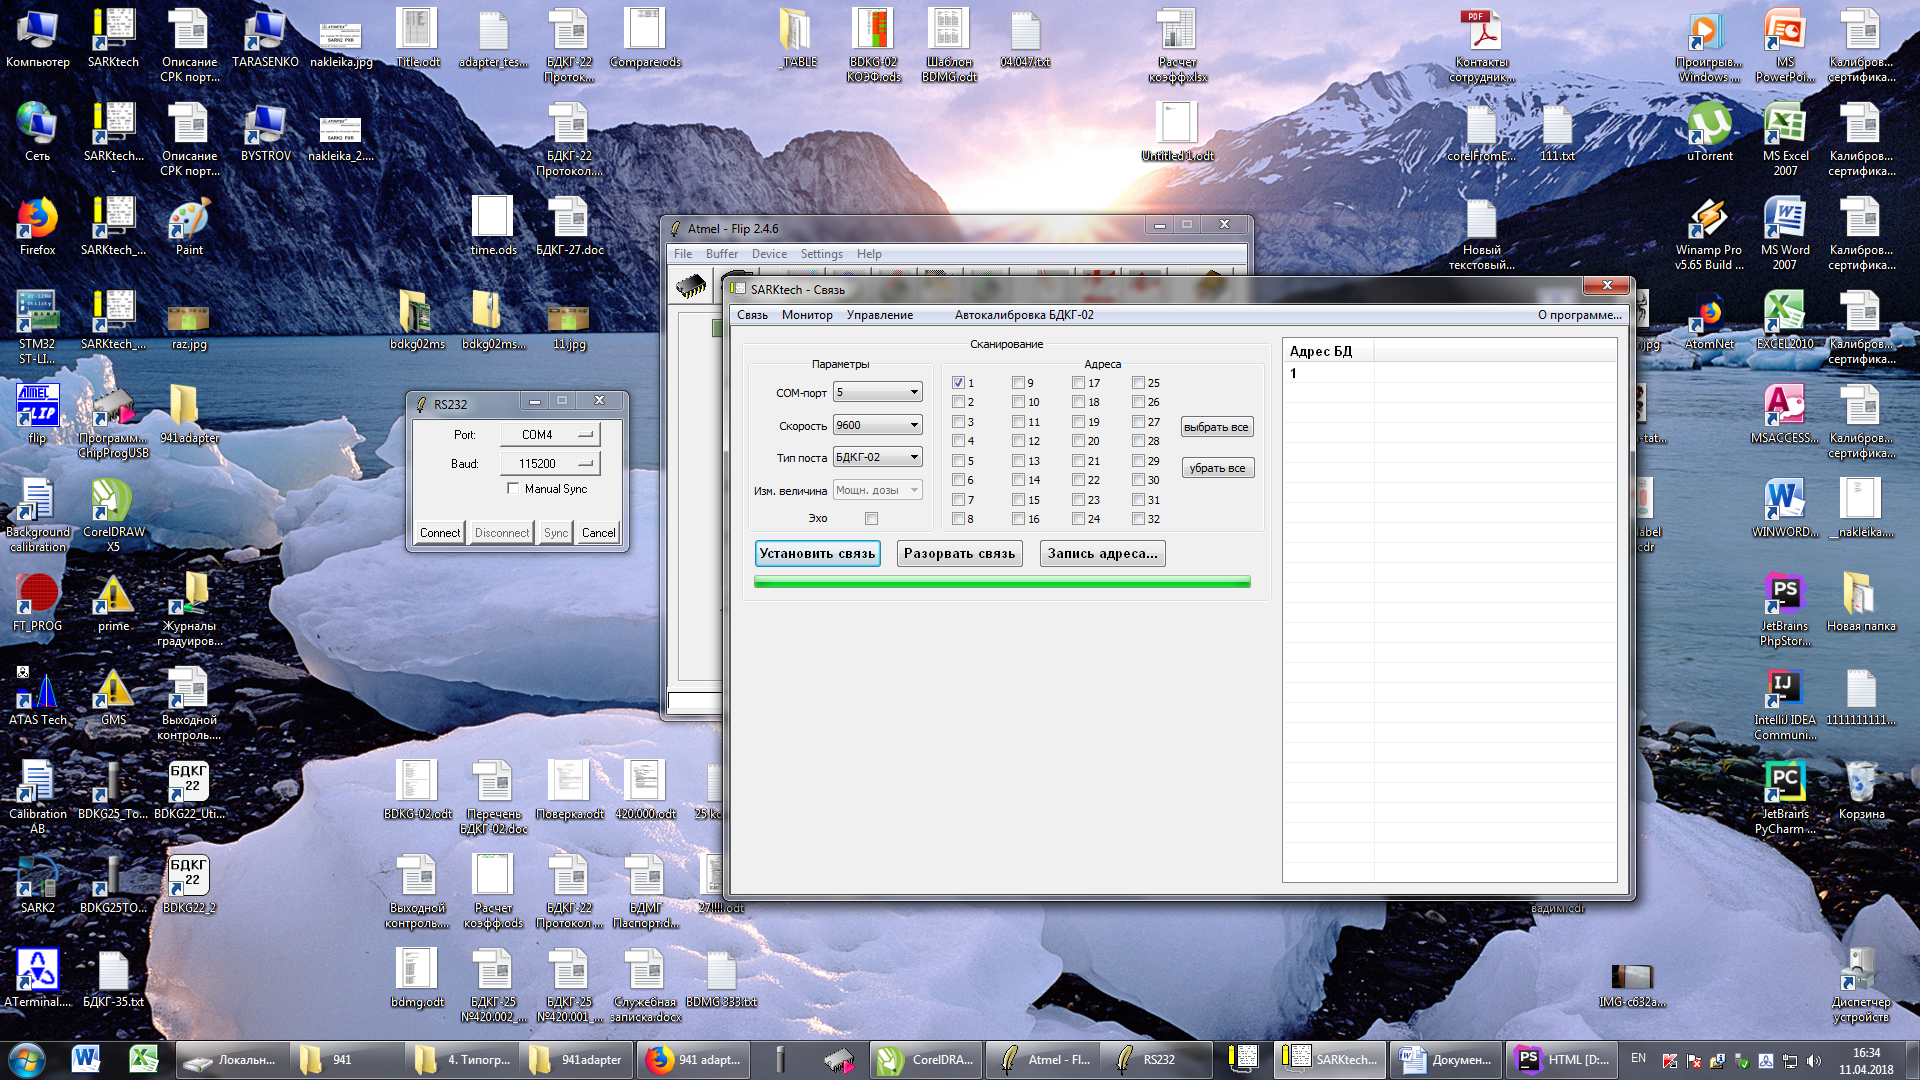 Компьютер
SARKtech
Описание
СРК порт...
TARASENKO
nakleika.jpg
Title.odt
adapter_tes...
БДКГ-22
Проток...
Compare.ods
_TABLE
BDKG-02
КОЭФ.ods
Шаблон
BDMG.odt
04.047.txt
Расчет
коэфф.xlsx
Контакты
сотрудник...
Проигрыв...
Windows ...
MS
PowerPoi...
Калибров...
сертифика...
Сеть
SARKtech...
-
Описание
СРК порт...
BYSTROV
nakleika_2....
БДКГ-22
Протокол....
Untitled 1.odt
corelFromE...
111.txt
uTorrent
MS Excel
2007
Калибров...
сертифика...
Firefox
SARKtech_...
Paint
time.ods
БДКГ-27.doc
Новый
текстовый...
Winamp Pro
v5.65 Build ...
MS Word
2007
Калибров...
сертифика...
STM32
ST-LI...
SARKtech_...
raz.jpg
bdkg02ms
bdkg02ms...
11.jpg
.jpg
AtomNet
EXCEL2010
Калибров...
сертифика...
flip
Программ...
ChipProgUSB
941adapter
MSACCESS...
Калибров...
сертифика...
Background
calibration
CorelDRAW
X5
WINWORD...
__nakleika....
FT_PROG
prime
Журналы
градуиров...
JetBrains
PhpStor...
Новая папка
ATAS Tech
GMS
Выходной
контроль....
IntelliJ IDEA
Communi...
1111111111...
Calibration
AB
BDKG25_To...
BDKG22_Uti...
BDKG-02.odt
Перечень
БДКГ-02.doc
Поверка.odt
420.000.odt
JetBrains
PyCharm ...
Корзина
SARK2
BDKG25TO...
BDKG22_2
Выходной
контроль....
Расчет
коэфф.ods
БДКГ-22
Протокол ...
БДМГ
Паспорт.d...
27!!!!.odt
вадим.cdr
ATerminal....
БДКГ-35.txt
bdmg.odt
БДКГ-25
№420.002_...
БДКГ-25
№420.001_...
Служебная
записка.docx
BDMG 333.txt
IMG-c632a...
Диспетчер
устройств
RS232
Port:
COM4
Baud:
115200
Manual Sync
Connect
Disconnect
Sync
Cancel
Atmel - Flip 2.4.6
File Buffer Device Settings Help
SARKtech - Связь
Связь Монитор Управление Автокалибровка БДКГ-02 О программе...
Сканирование
Параметры
COM-порт 5
Скорость 9600
Тип поста БДКГ-02
Изм. величина Мощн. дозы
Эхо
Адреса
1 9 17 25
2 10 18 26
3 11 19 27
4 12 20 28
5 13 21 29
6 14 22 30
7 15 23 31
8 16 24 32
выбрать все
убрать все
Установить связь
Разорвать связь
Запись адреса...
Адрес БД
1
Локальн...
941
4. Типогр...
941adapter
941 adapt...
CorelDRA...
Atmel - Fl...
RS232
SARKtech...
Докумен...
HTML [D:...
EN
16:34
11.04.2018